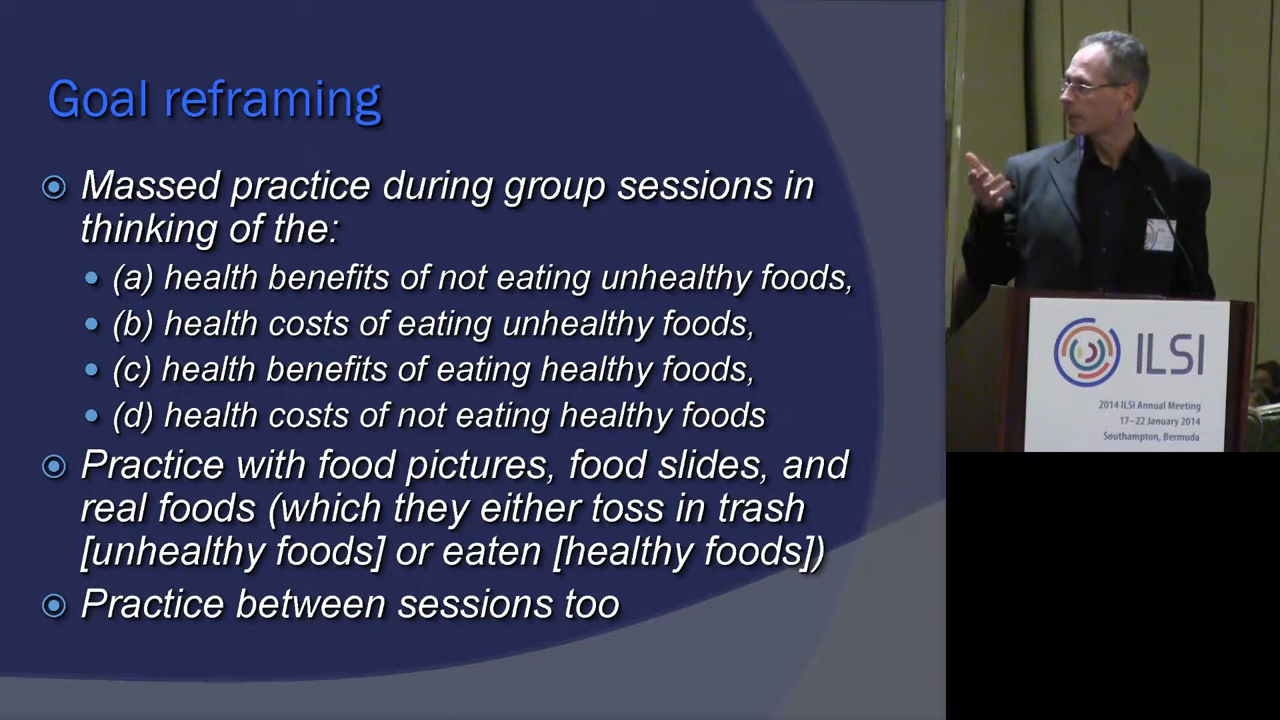 Goal reframing
Massed practice during group sessions in
thinking of the:
(a) health benefits of not eating unhealthy foods,
(b) health costs of eating unhealthy foods,
(c) health benefits of eating healthy foods,
(d) health costs of not eating healthy foods
Practice with food pictures, food slides, and
real foods (which they either toss in trash
[unhealthy foods] or eaten [healthy foods])
Practice between sessions too
ILSI
2014 ILSI Annual Meeting
17–22 January 2014
Southampton, Bermuda